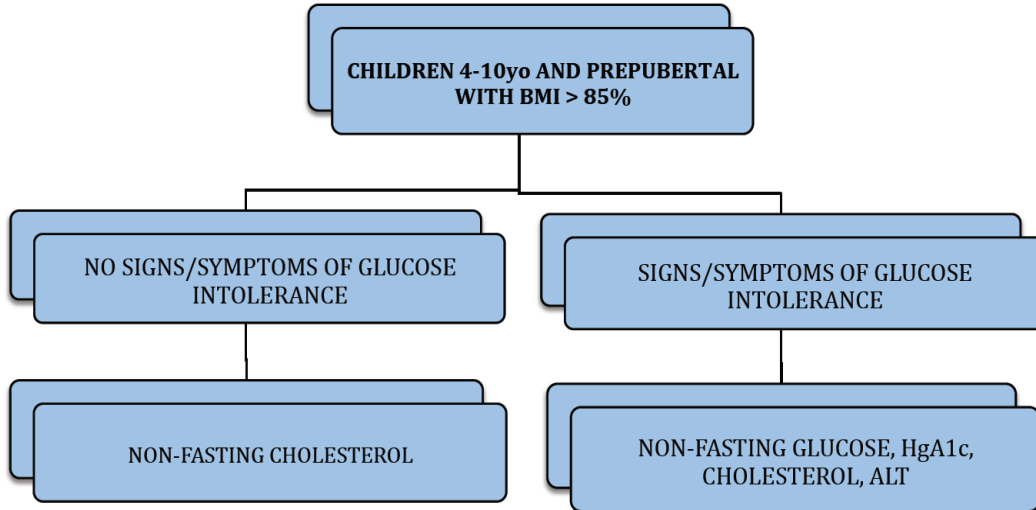 CHILDREN 4-10yo AND PREPUBERTAL
WITH BMI > 85%
NO SIGNS/SYMPTOMS OF GLUCOSE
INTOLERANCE
SIGNS/SYMPTOMS OF GLUCOSE
INTOLERANCE
NON-FASTING CHOLESTEROL
NON-FASTING GLUCOSE, HgA1c,
CHOLESTEROL, ALT